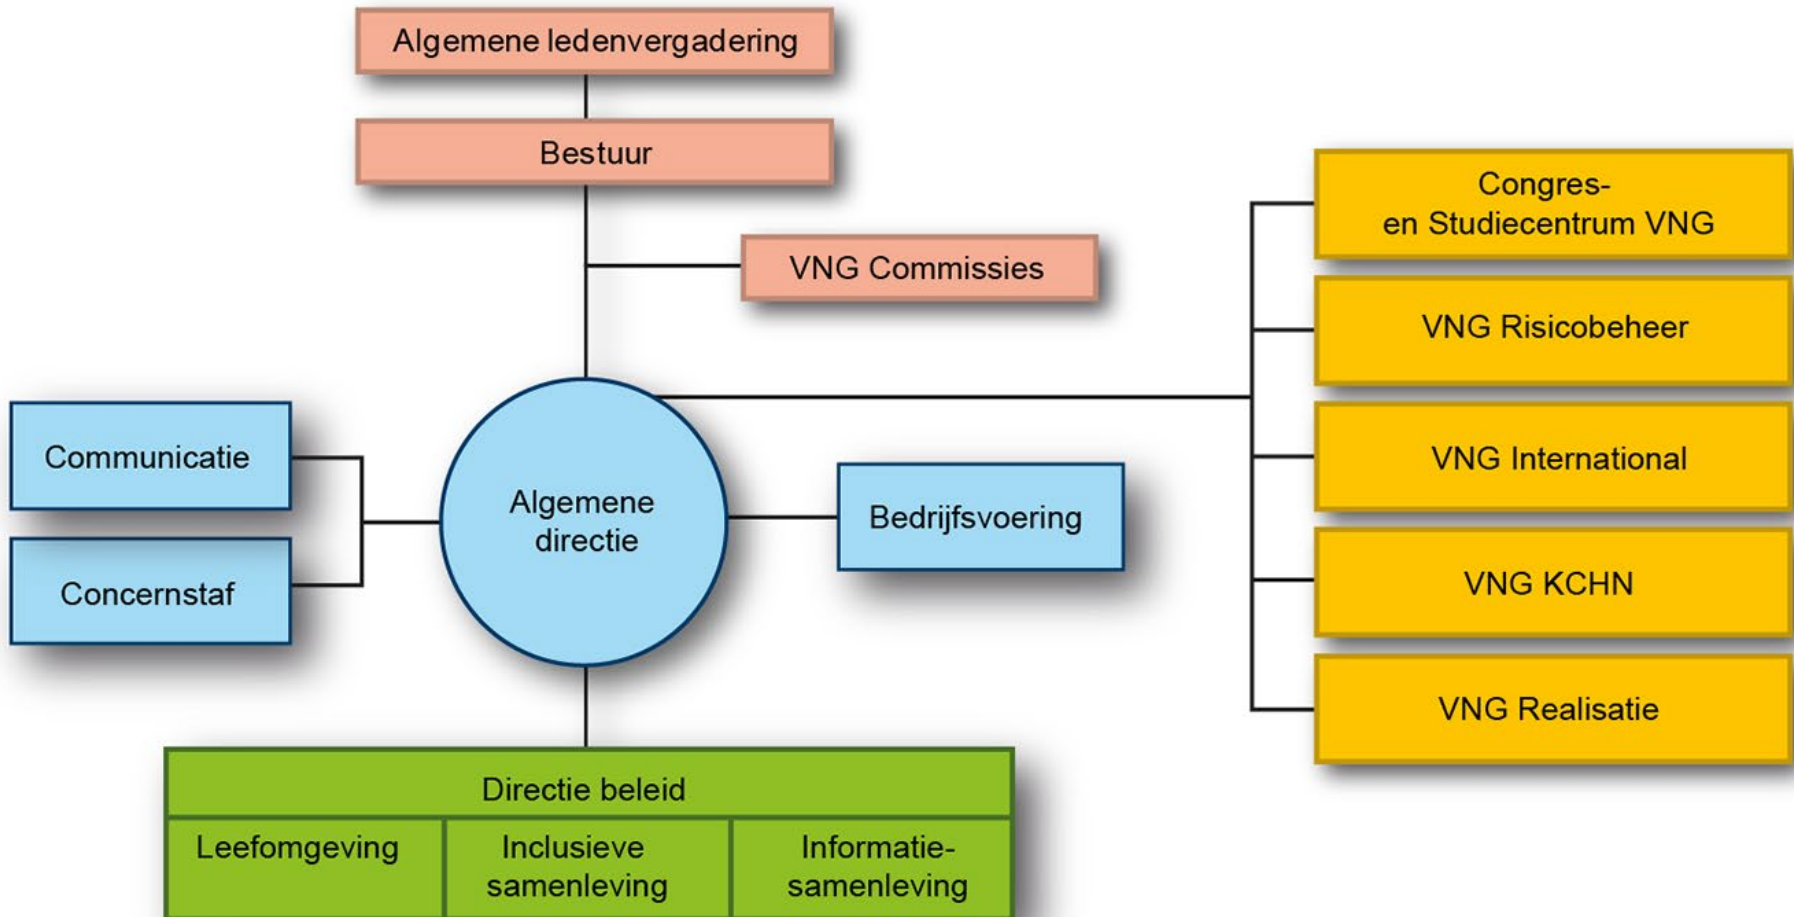 Algemene ledenvergadering
Bestuur
VNG Commissies
Congres-
en Studiecentrum VNG
VNG Risicobeheer
VNG International
VNG KCHN
VNG Realisatie
Communicatie
Concernstaf
Algemene
directie
Bedrijfsvoering
Directie beleid
Leefomgeving
Inclusieve
samenleving
Informatie-
samenleving